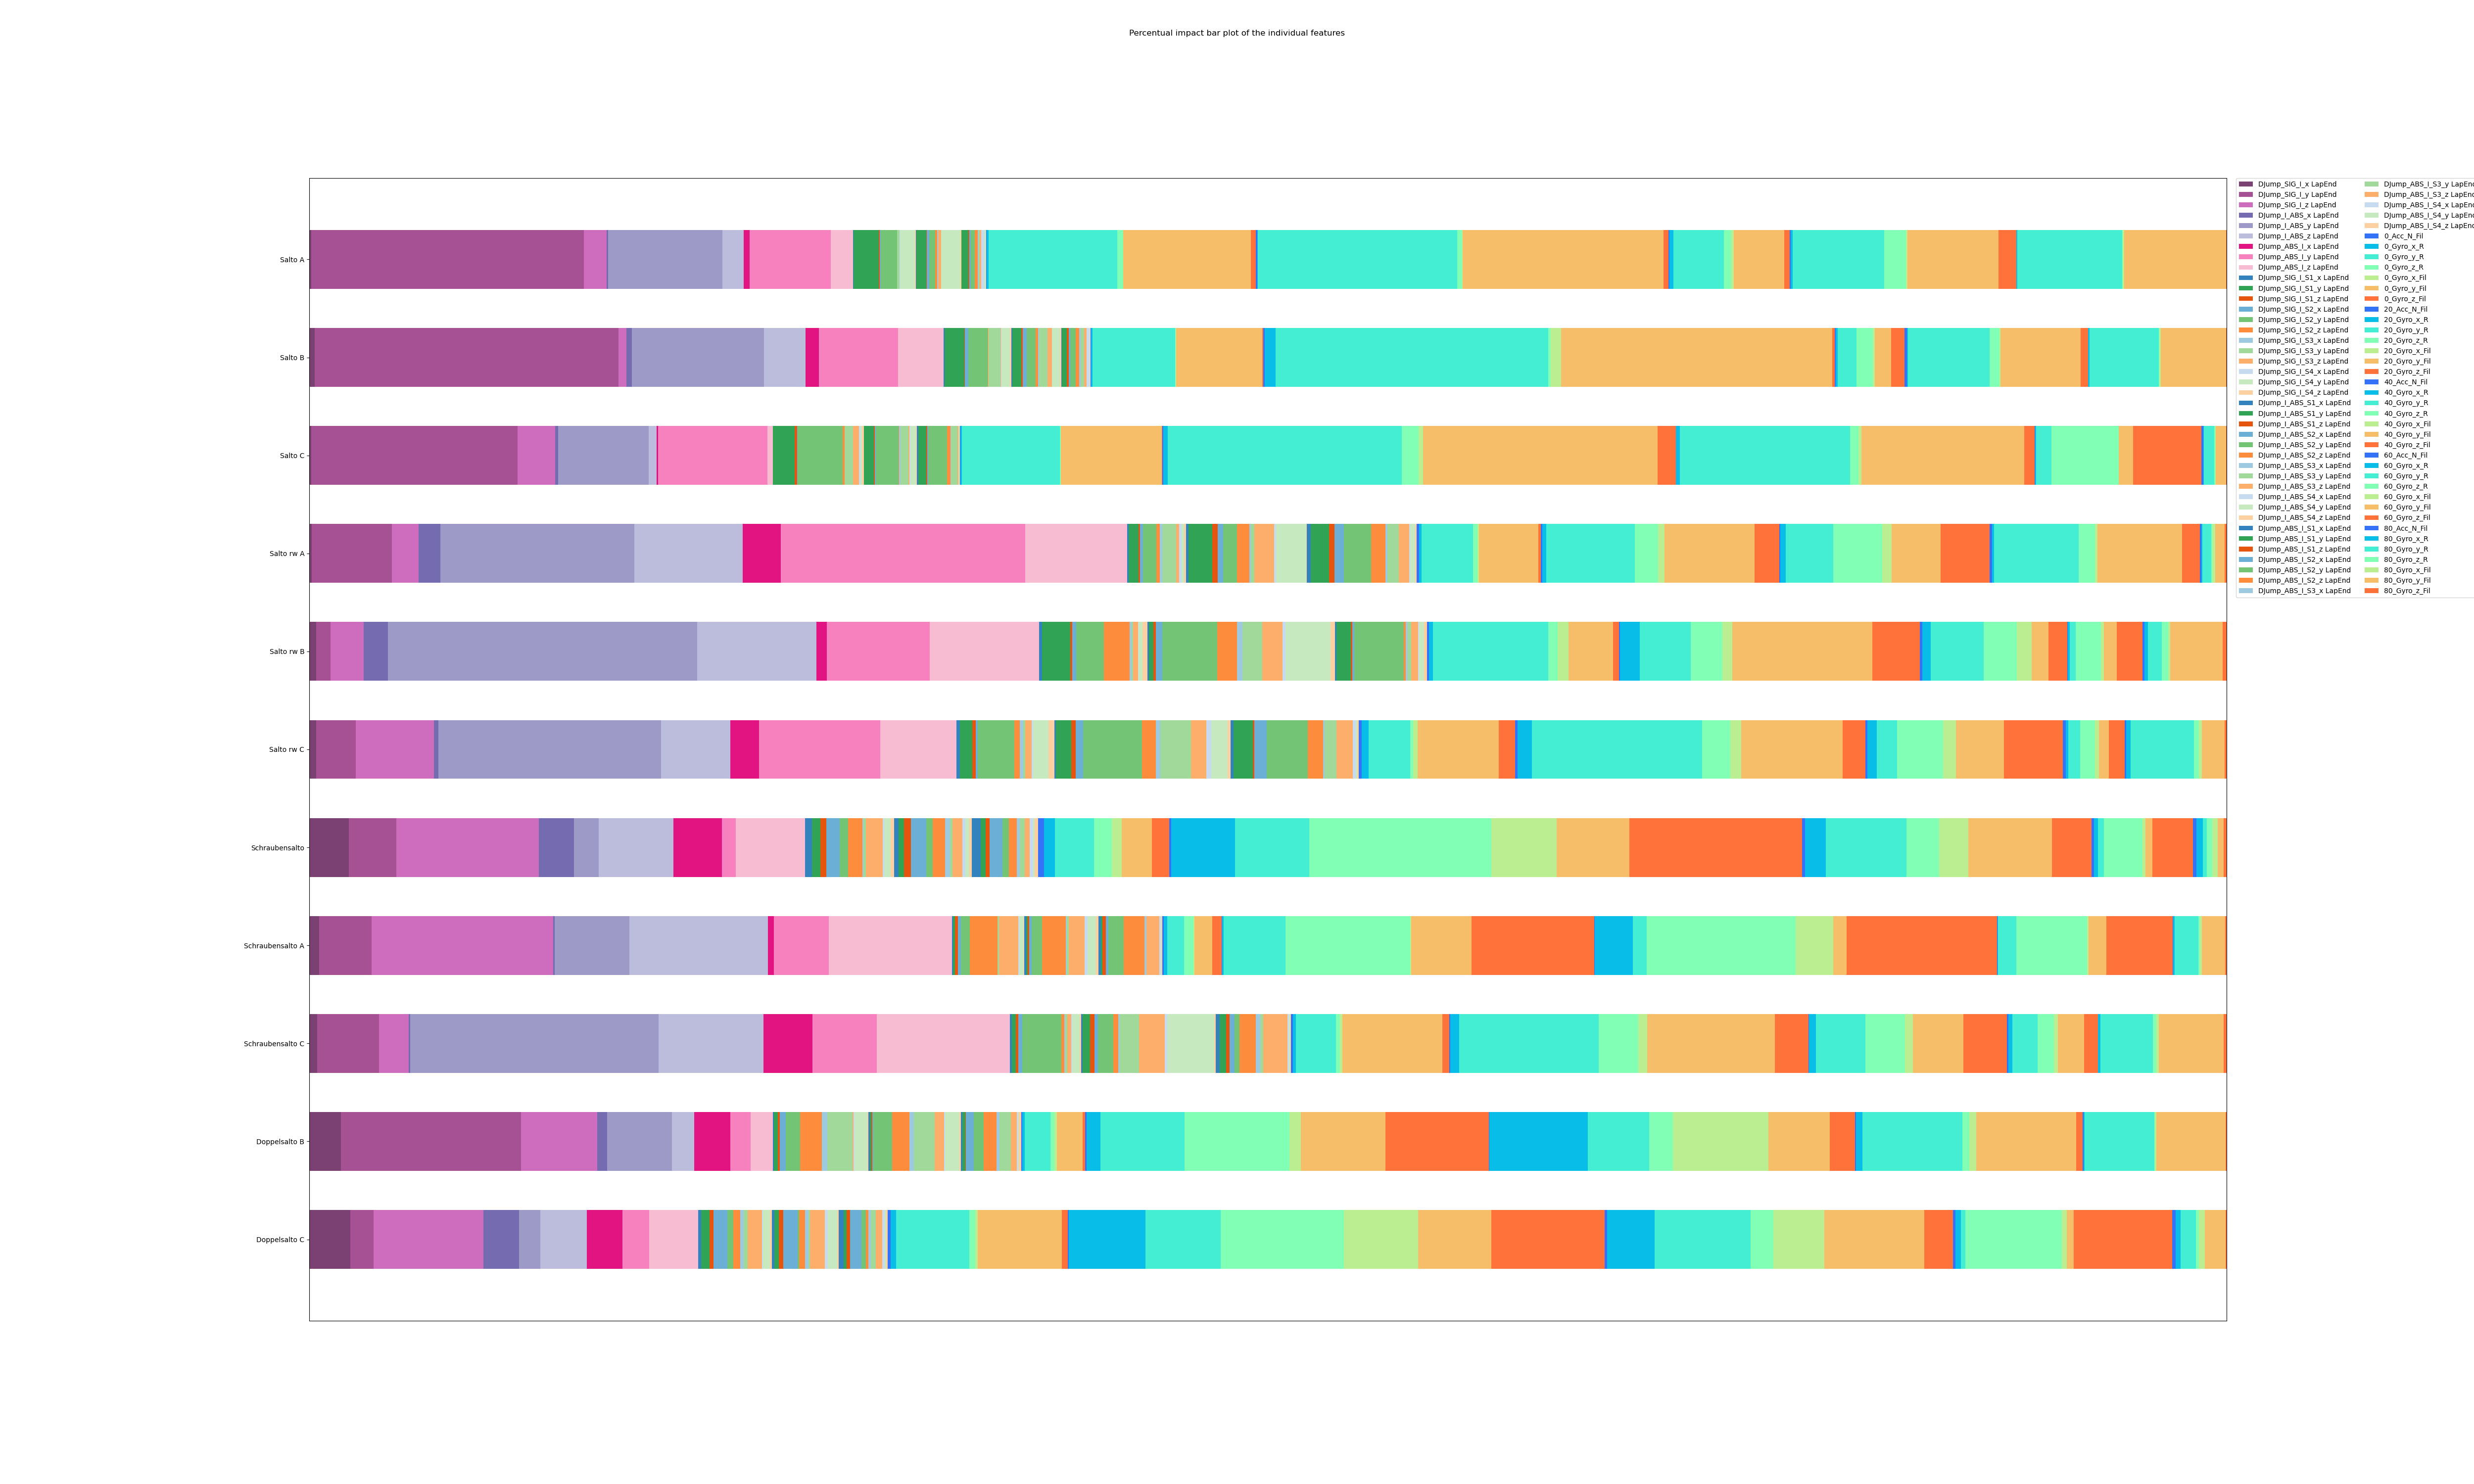 Percentual impact bar plot of the individual features
Salto A
Salto B
Salto C
Salto rw A
Salto rw B
Salto rw C
Schraubensalto
Schraubensalto A
Schraubensalto C
Doppelsalto B
Doppelsalto C
DJump_SIG_I_x LapEnd
DJump_SIG_I_y LapEnd
DJump_SIG_I_z LapEnd
DJump_I_ABS_x LapEnd
DJump_I_ABS_y LapEnd
DJump_I_ABS_z LapEnd
DJump_ABS_I_x LapEnd
DJump_ABS_I_y LapEnd
DJump_ABS_I_z LapEnd
DJump_SIG_I_S1_x LapEnd
DJump_SIG_I_S1_y LapEnd
DJump_SIG_I_S1_z LapEnd
DJump_SIG_I_S2_x LapEnd
DJump_SIG_I_S2_y LapEnd
DJump_SIG_I_S2_z LapEnd
DJump_SIG_I_S3_x LapEnd
DJump_SIG_I_S3_y LapEnd
DJump_SIG_I_S3_z LapEnd
DJump_SIG_I_S4_x LapEnd
DJump_SIG_I_S4_y LapEnd
DJump_SIG_I_S4_z LapEnd
DJump_I_ABS_S1_x LapEnd
DJump_I_ABS_S1_y LapEnd
DJump_I_ABS_S1_z LapEnd
DJump_I_ABS_S2_x LapEnd
DJump_I_ABS_S2_y LapEnd
DJump_I_ABS_S2_z LapEnd
DJump_I_ABS_S3_x LapEnd
DJump_I_ABS_S3_y LapEnd
DJump_I_ABS_S3_z LapEnd
DJump_I_ABS_S4_x LapEnd
DJump_I_ABS_S4_y LapEnd
DJump_I_ABS_S4_z LapEnd
DJump_ABS_I_S1_x LapEnd
DJump_ABS_I_S1_y LapEnd
DJump_ABS_I_S1_z LapEnd
DJump_ABS_I_S2_x LapEnd
DJump_ABS_I_S2_y LapEnd
DJump_ABS_I_S2_z LapEnd
DJump_ABS_I_S3_x LapEnd
DJump_ABS_I_S3_y LapEnd
DJump_ABS_I_S3_z LapEnd
DJump_ABS_I_S4_x LapEnd
DJump_ABS_I_S4_y LapEnd
DJump_ABS_I_S4_z LapEnd
0_Acc_N_Fil
0_Gyro_x_R
0_Gyro_y_R
0_Gyro_z_R
0_Gyro_x_Fil
0_Gyro_y_Fil
0_Gyro_z_Fil
20_Acc_N_Fil
20_Gyro_x_R
20_Gyro_y_R
20_Gyro_z_R
20_Gyro_x_Fil
20_Gyro_y_Fil
20_Gyro_z_Fil
40_Acc_N_Fil
40_Gyro_x_R
40_Gyro_y_R
40_Gyro_z_R
40_Gyro_x_Fil
40_Gyro_y_Fil
40_Gyro_z_Fil
60_Acc_N_Fil
60_Gyro_x_R
60_Gyro_y_R
60_Gyro_z_R
60_Gyro_x_Fil
60_Gyro_y_Fil
60_Gyro_z_Fil
80_Acc_N_Fil
80_Gyro_x_R
80_Gyro_y_R
80_Gyro_z_R
80_Gyro_x_Fil
80_Gyro_y_Fil
80_Gyro_z_Fil